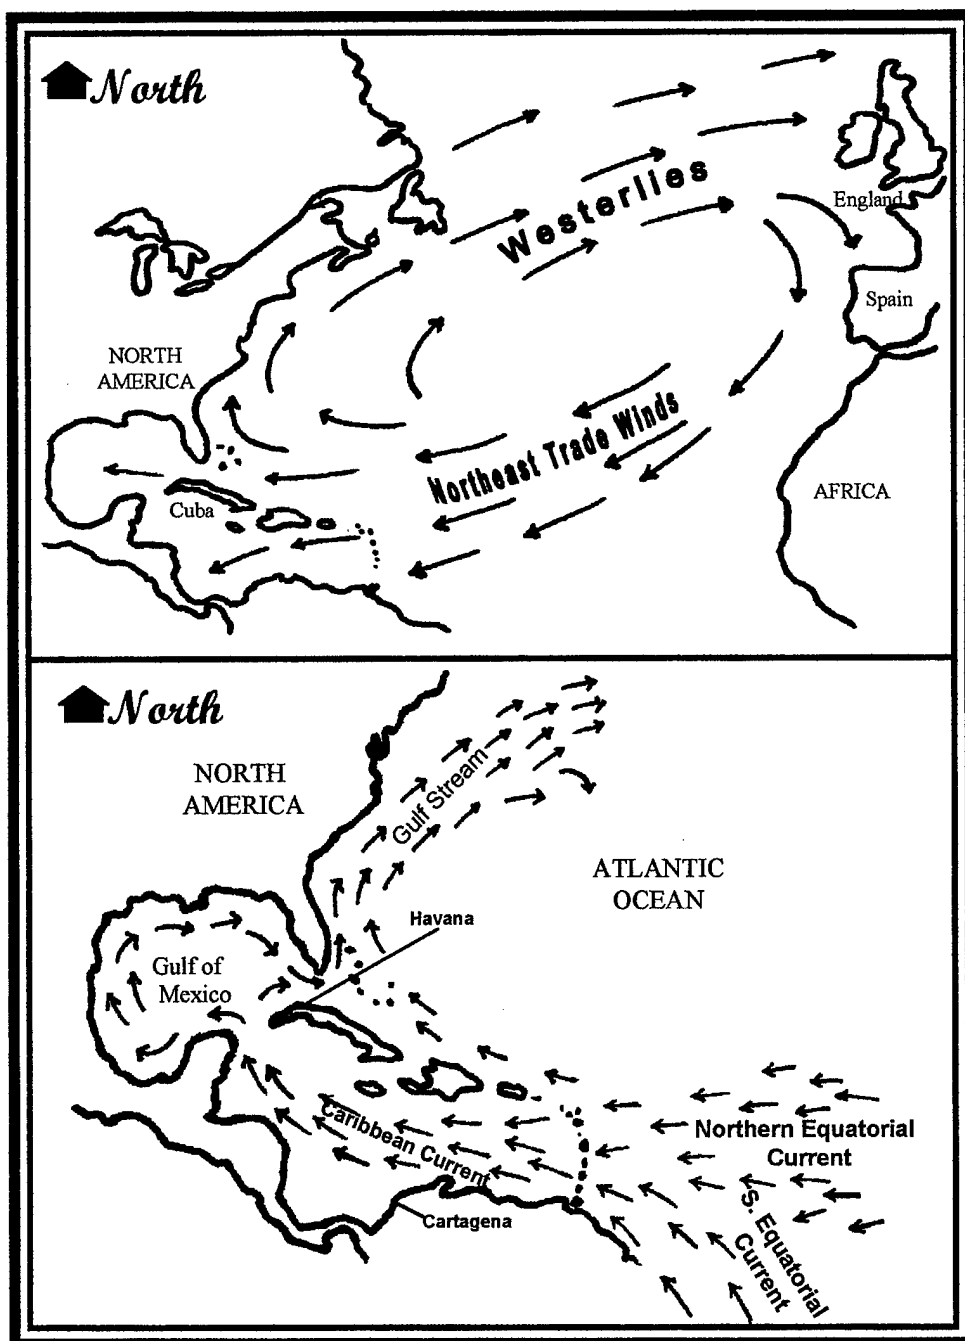 North
Westerlies
England
Spain
NORTH
AMERICA
Northeast Trade Winds
AFRICA
Cuba
North
NORTH
AMERICA
Gulf Stream
ATLANTIC
OCEAN
Havana
Gulf of
Mexico
Caribbean Current
Northern Equatorial
Current
S. Equatorial
Current
Cartagena